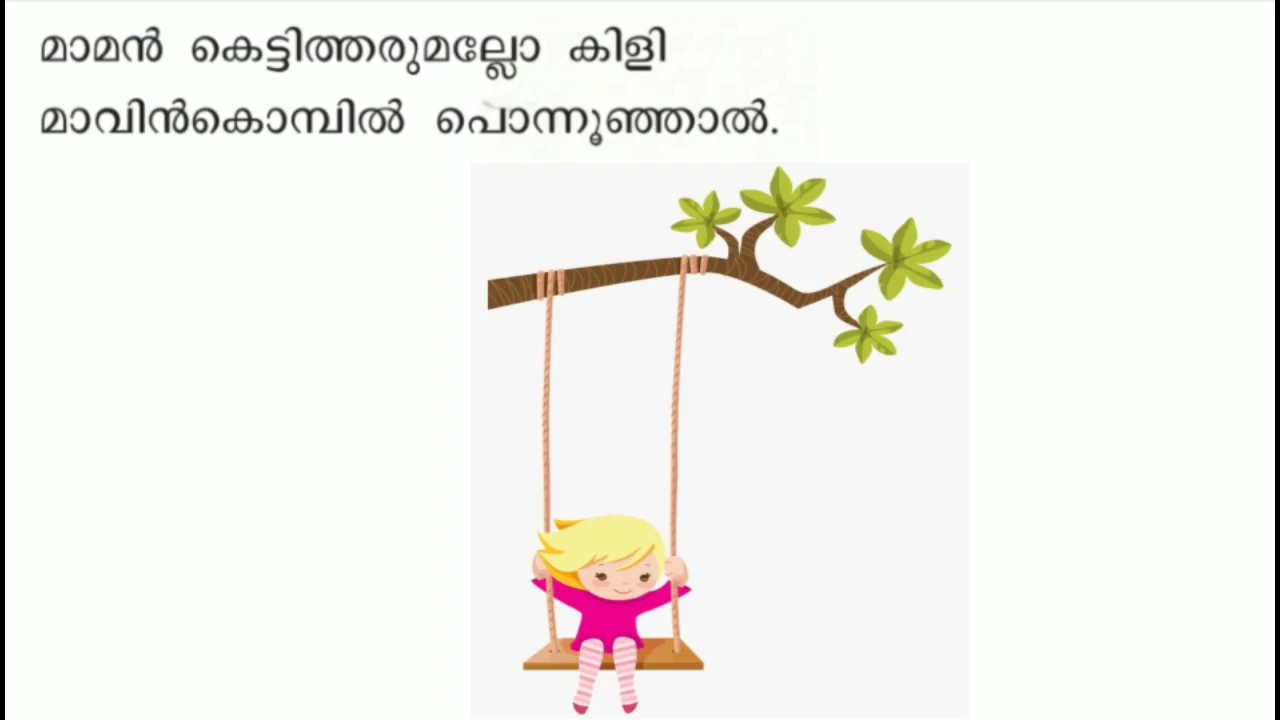 മാമൻ കെട്ടിത്തരുമല്ലോ കിളി
മാവിൻകൊമ്പിൽ പൊന്നൂഞ്ഞാൽ.